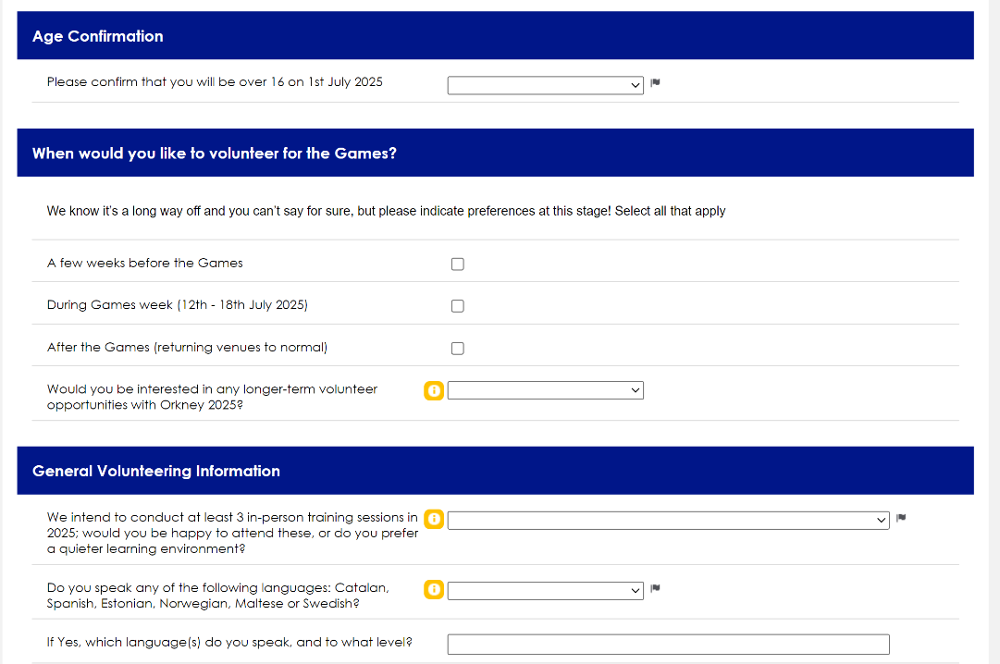 Age Confirmation
Please confirm that you will be over 16 on 1st July 2025
When would you like to volunteer for the Games?
We know it's a long way off and you can't say for sure, but please indicate preferences at this stage! Select all that apply
A few weeks before the Games
During Games week (12th - 18th July 2025)
After the Games (returning venues to normal)
Would you be interested in any longer-term volunteer
opportunities with Orkney 2025?
General Volunteering Information
We intend to conduct at least 3 in-person training sessions in
2025; would you be happy to attend these, or do you prefer
a quieter learning environment?
Do you speak any of the following languages: Catalan,
Spanish, Estonian, Norwegian, Maltese or Swedish?
If Yes, which language(s) do you speak, and to what level?